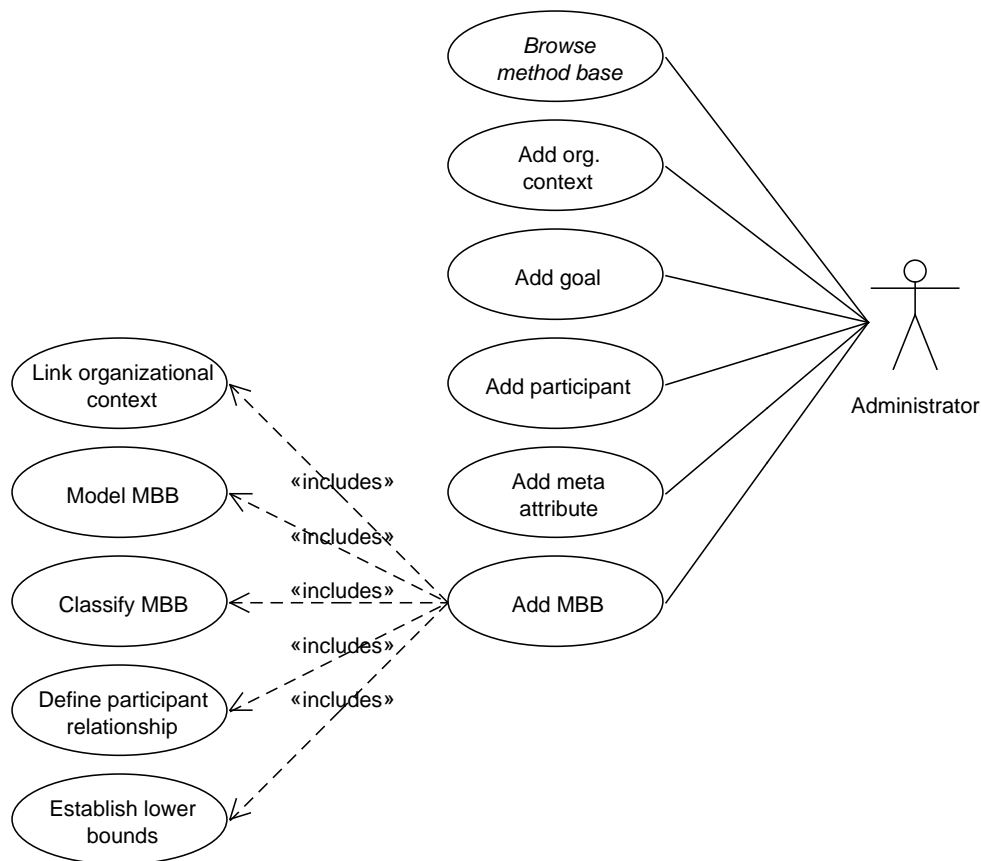 Browse
method base
Add org.
context
Add goal
Add participant
Administrator
Add meta
attribute
Add MBB
Link organizational
context
Model MBB
Classify MBB
Define participant
relationship
Establish lower
bounds
«includes»
«includes»
«includes»
«includes»
«includes»